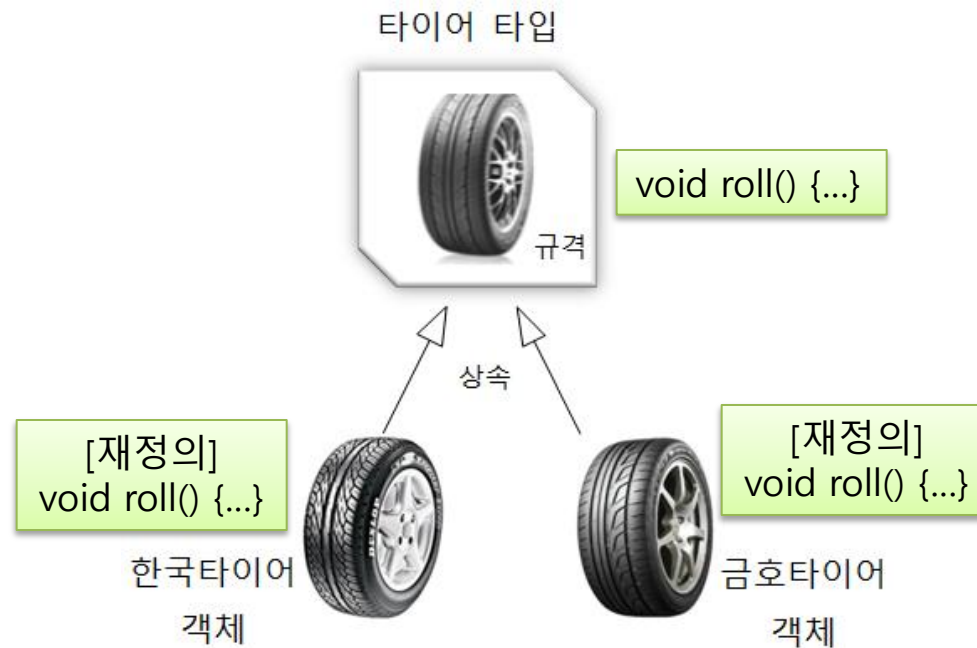 타이어 타입
void roll() {...}
규격
상속
[재정의]
void roll() {...}
한국타이어
객체
[재정의]
void roll() {...}
금호타이어
객체